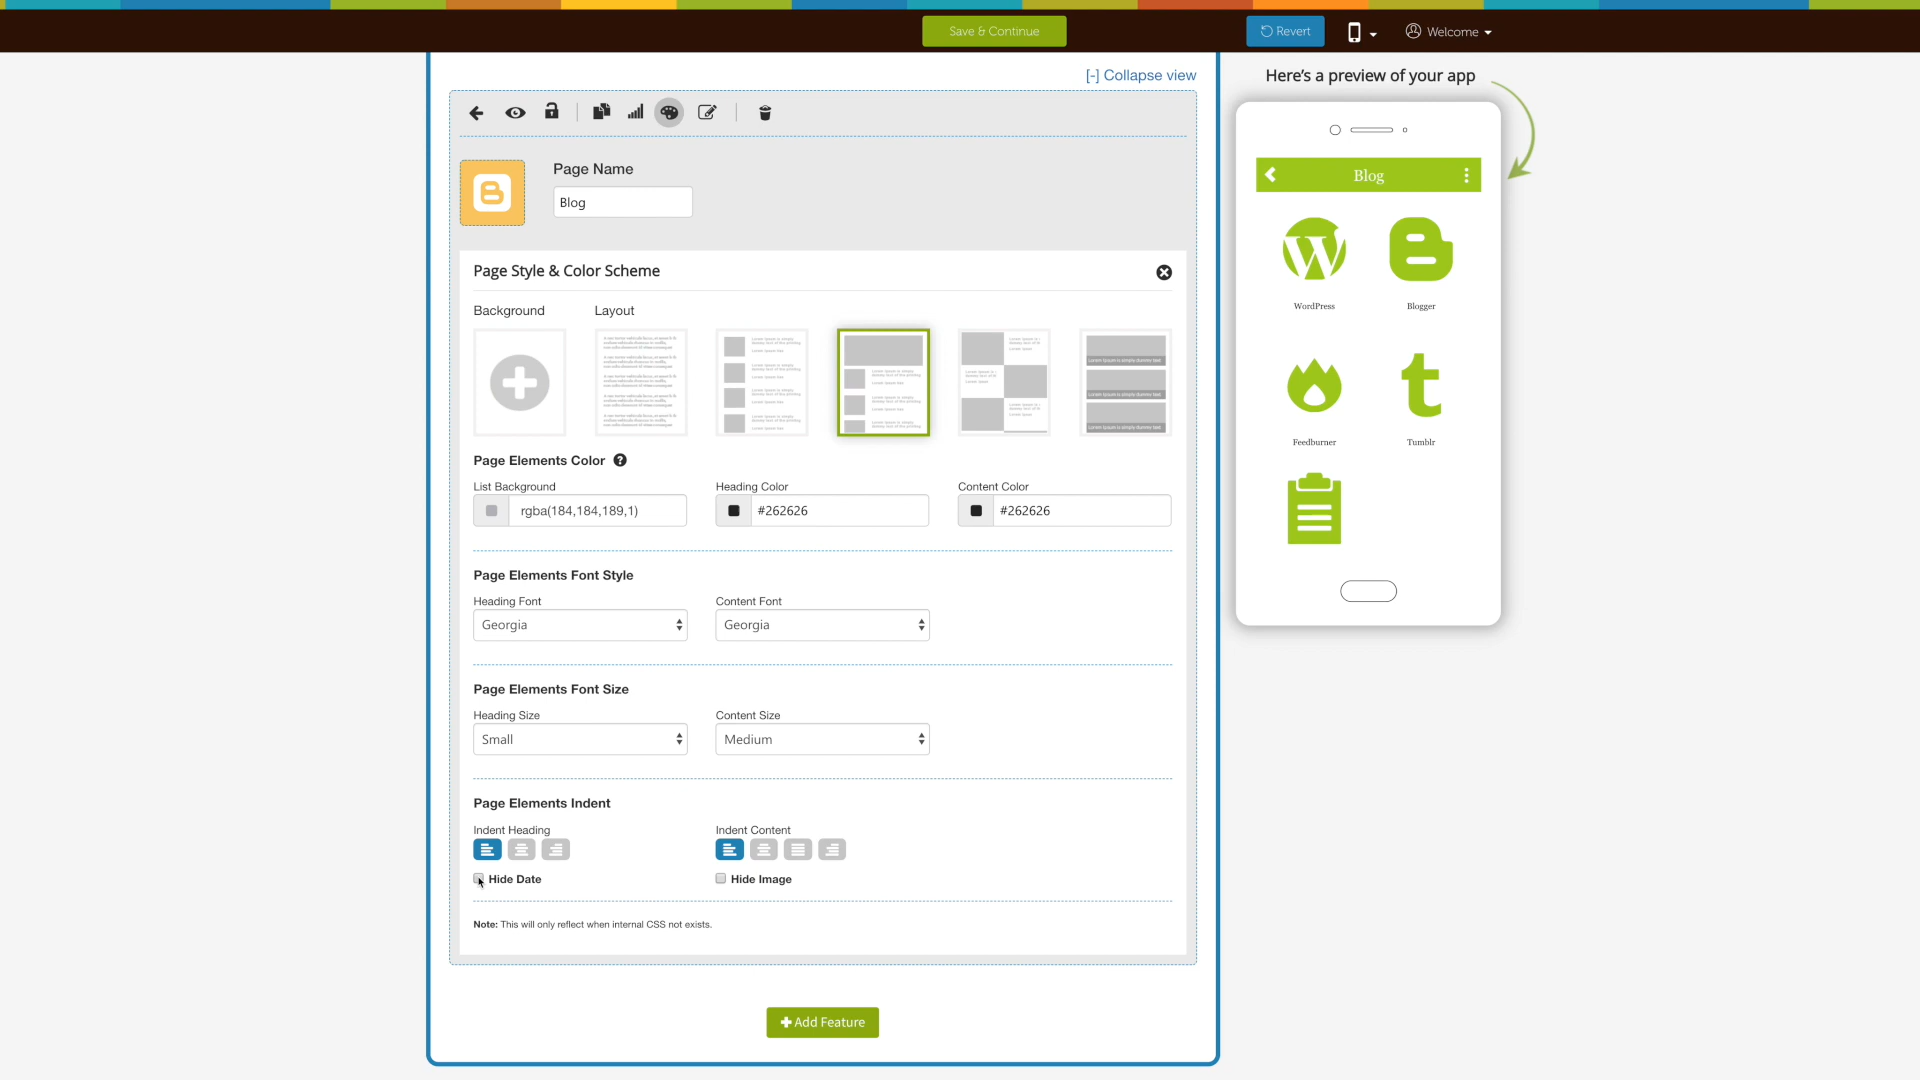 Save & Continue
Revert
Welcome
[-] Collapse view
Here's a preview of your app
Page Name
Blog
Page Style & Color Scheme
Background
Layout
Page Elements Color
List Background
Heading Color
Content Color
rgba(184,184,189,1)
#262626
#262626
Page Elements Font Style
Heading Font
Content Font
Georgia
Georgia
Page Elements Font Size
Heading Size
Content Size
Small
Medium
Page Elements Indent
Indent Heading
Indent Content
Hide Date
Hide Image
Note: This will only reflect when internal CSS not exists.
Add Feature
Blog
WordPress
Blogger
Feedburner
Tumblr